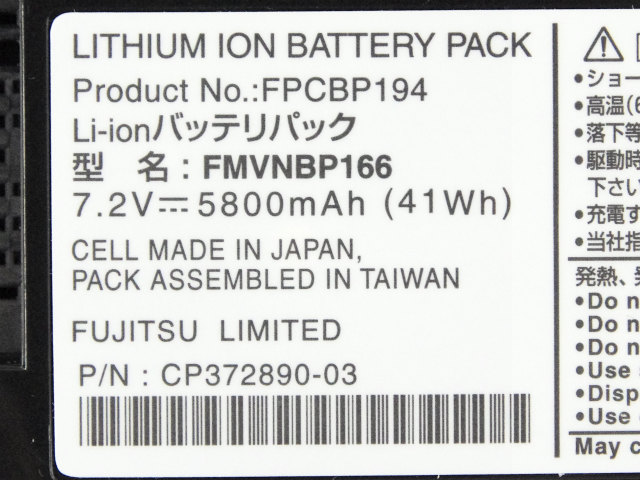 LITHIUM ION BATTERY PACK
Product No.:FPCBP194
Li-ionバッテリパック
型 名：FMVNBP166
7.2V⎓5800mAh (41Wh)
CELL MADE IN JAPAN,
PACK ASSEMBLED IN TAIWAN
FUJITSU LIMITED
P/N : CP372890-03
•ショー
•高温(6
•落下等
•駆動時
下さい
•充電す
•当社指
発熱、
•Do n
•Do n
•Do n
•Use
•Disp
•Use
May c